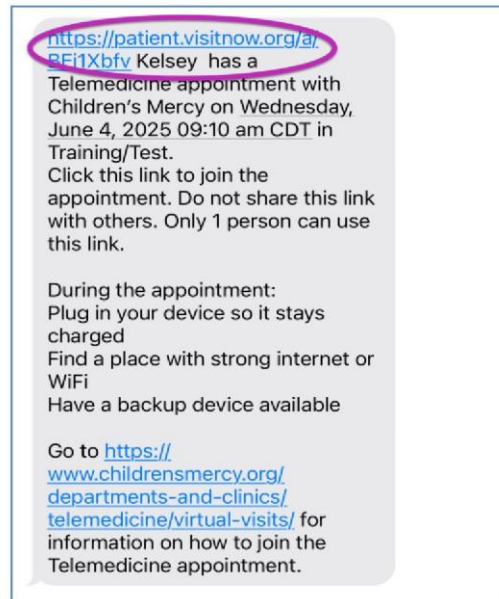 https://patient.visitnow.org/a/
BFj1Xbfv Kelsey  has a
Telemedicine appointment with
Children’s Mercy on Wednesday,
June 4, 2025 09:10 am CDT in
Training/Test.
Click this link to join the
appointment. Do not share this link
with others. Only 1 person can use
this link.

During the appointment:
Plug in your device so it stays
charged
Find a place with strong internet or
WiFi
Have a backup device available

Go to https://
www.childrensmercy.org/
departments-and-clinics/
telemedicine/virtual-visits/ for
information on how to join the
Telemedicine appointment.